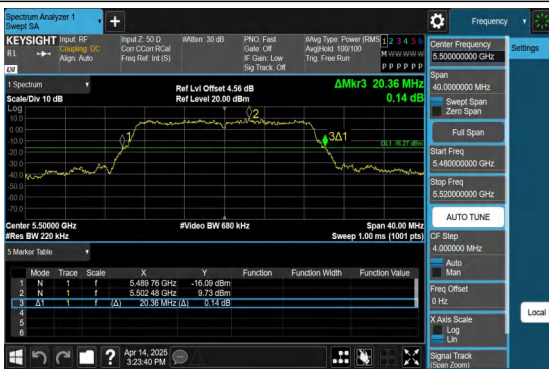 Spectrum Analyzer 1
Swept SA
Frequency
KEYSIGHT
RL
Input: RF
Coupling: DC
Align: Auto
Input Z: 50 Ω
Corr CCorr RCal
Freq Ref: Int (S)
#Atten: 30 dB
PNO: Fast
Gate: Off
IF Gain: Low
Sig Track: Off
#Avg Type: Power (RMS
Avg|Hold: 100/100
Trig: Free Run
1 2 3 4 5
P P P P P
1 Spectrum
Scale/Div 10 dB
Ref Lvl Offset 4.56 dB
Ref Level 20.00 dBm
ΔMkr3 20.36 MHz
0.14 dB
Log
10.0
0.00
-10.0
-20.0
-30.0
-40.0
-50.0
-60.0
-70.0
1
2
3Δ1
Center 5.50000 GHz
#Res BW 220 kHz
#Video BW 680 kHz
Span 40.00 MHz
Sweep 1.00 ms (1001 pts)
5 Marker Table
Mode Trace Scale X Y Function Function Width Function Value
1 N 1 f 5.489 76 GHz -16.09 dBm
2 N 1 f 5.502 48 GHz 9.73 dBm
3 Δ1 1 f (Δ) 20.36 MHz (Δ) 0.14 dB
4
5
6
Apr 14, 2025
3:23:40 PM
Center Frequency
5.500000000 GHz
Settings
Span
40.0000000 MHz
Swept Span
Zero Span
Full Span
Start Freq
5.480000000 GHz
Stop Freq
5.520000000 GHz
AUTO TUNE
CF Step
4.000000 MHz
Auto
Man
Freq Offset
0 Hz
X Axis Scale
Log
Lin
Local
Signal Track
(Span Zoom)